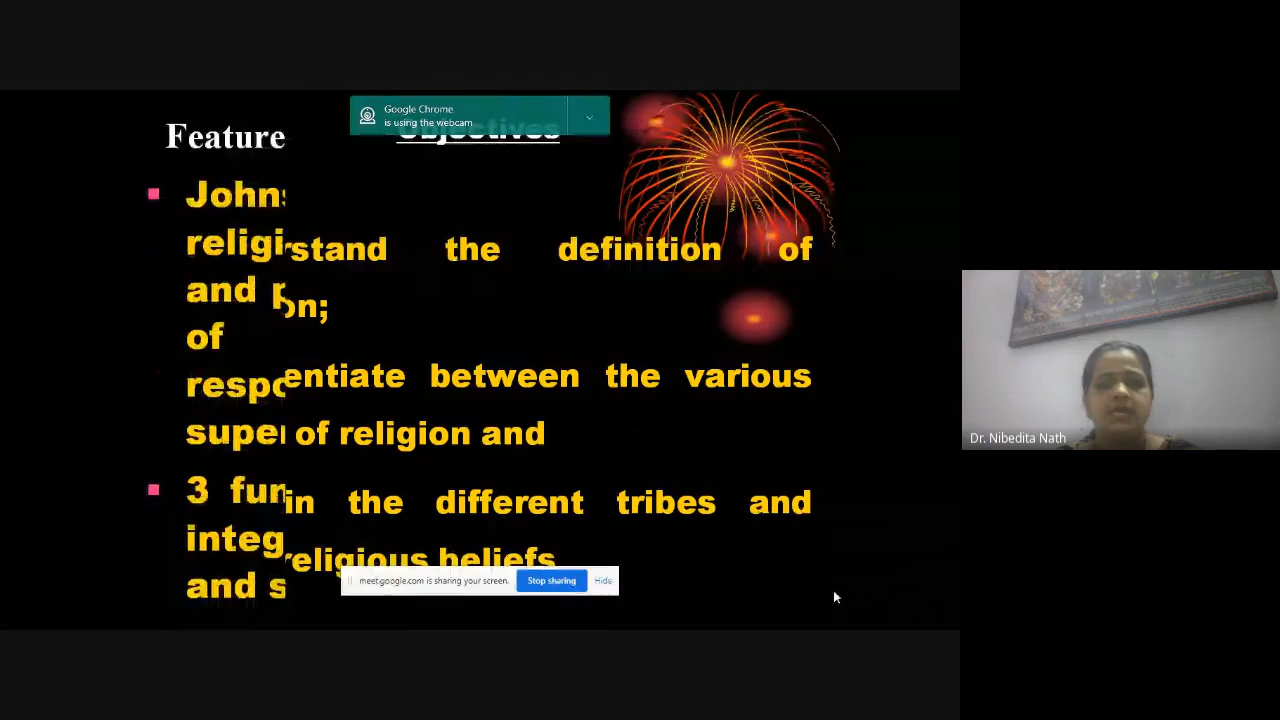 Google Chrome
is using the webcam
Feature
Objectives
John
religi
rstand the definition of
and p
on;
of
respo
entiate between the various
super
of religion and
3 fun
in the different tribes and
integ
religious beliefs
and s
meet.google.com is sharing your screen.
Stop sharing
Hide
Dr. Nibedita Nath